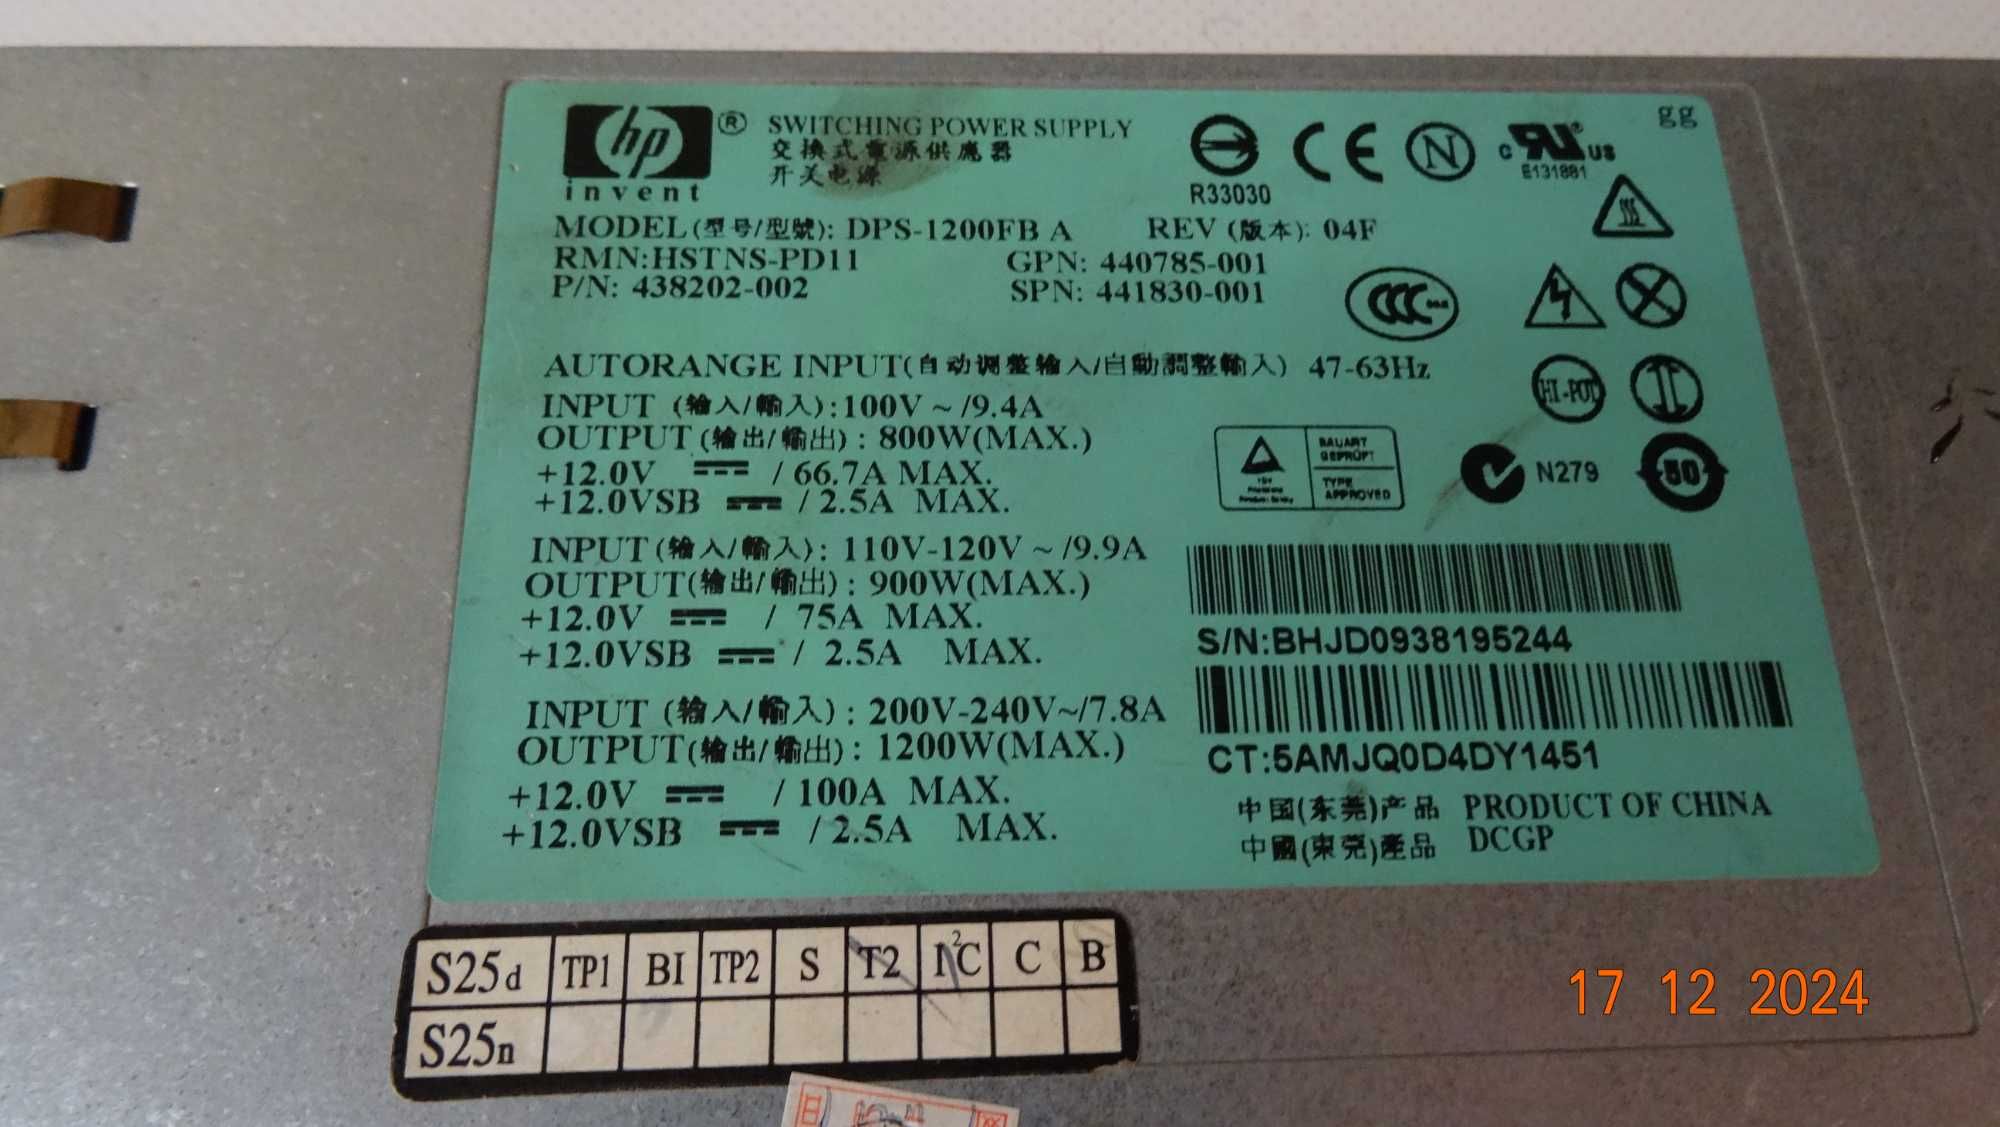 hp ®
invent
SWITCHING POWER SUPPLY
交換式電源供應器
开关电源
R33030
CE
N
c RU ® US
E131881
gg
MODEL(型号/型號): DPS-1200FB A REV (版本): 04F
RMN:HSTNS-PD11 GPN: 440785-001
P/N: 438202-002 SPN: 441830-001
CCC
AUTORANGE INPUT(自动调整输入/自動調整輸入) 47-63Hz
INPUT (输入/輸入):100V ~ /9.4A
OUTPUT(输出/輸出): 800W(MAX.)
+12.0V / 66.7A MAX.
+12.0VSB / 2.5A MAX.
HI-POT
BAUART
GEPRÜFT
TYPE
APPROVED
N279
50
INPUT(输入/輸入): 110V-120V ~ /9.9A
OUTPUT(输出/輸出): 900W(MAX.)
+12.0V / 75A MAX.
+12.0VSB / 2.5A MAX.
INPUT (输入/輸入): 200V-240V~/7.8A
OUTPUT(输出/輸出): 1200W(MAX.)
+12.0V / 100A MAX.
+12.0VSB / 2.5A MAX.
S/N:BHJD0938195244
CT:5AMJQ0D4DY1451
中国(东莞)产品 PRODUCT OF CHINA
中國(東莞)產品 DCGP
S25d TP1 BI TP2 S T2 I²C C B
S25n
17 12 2024